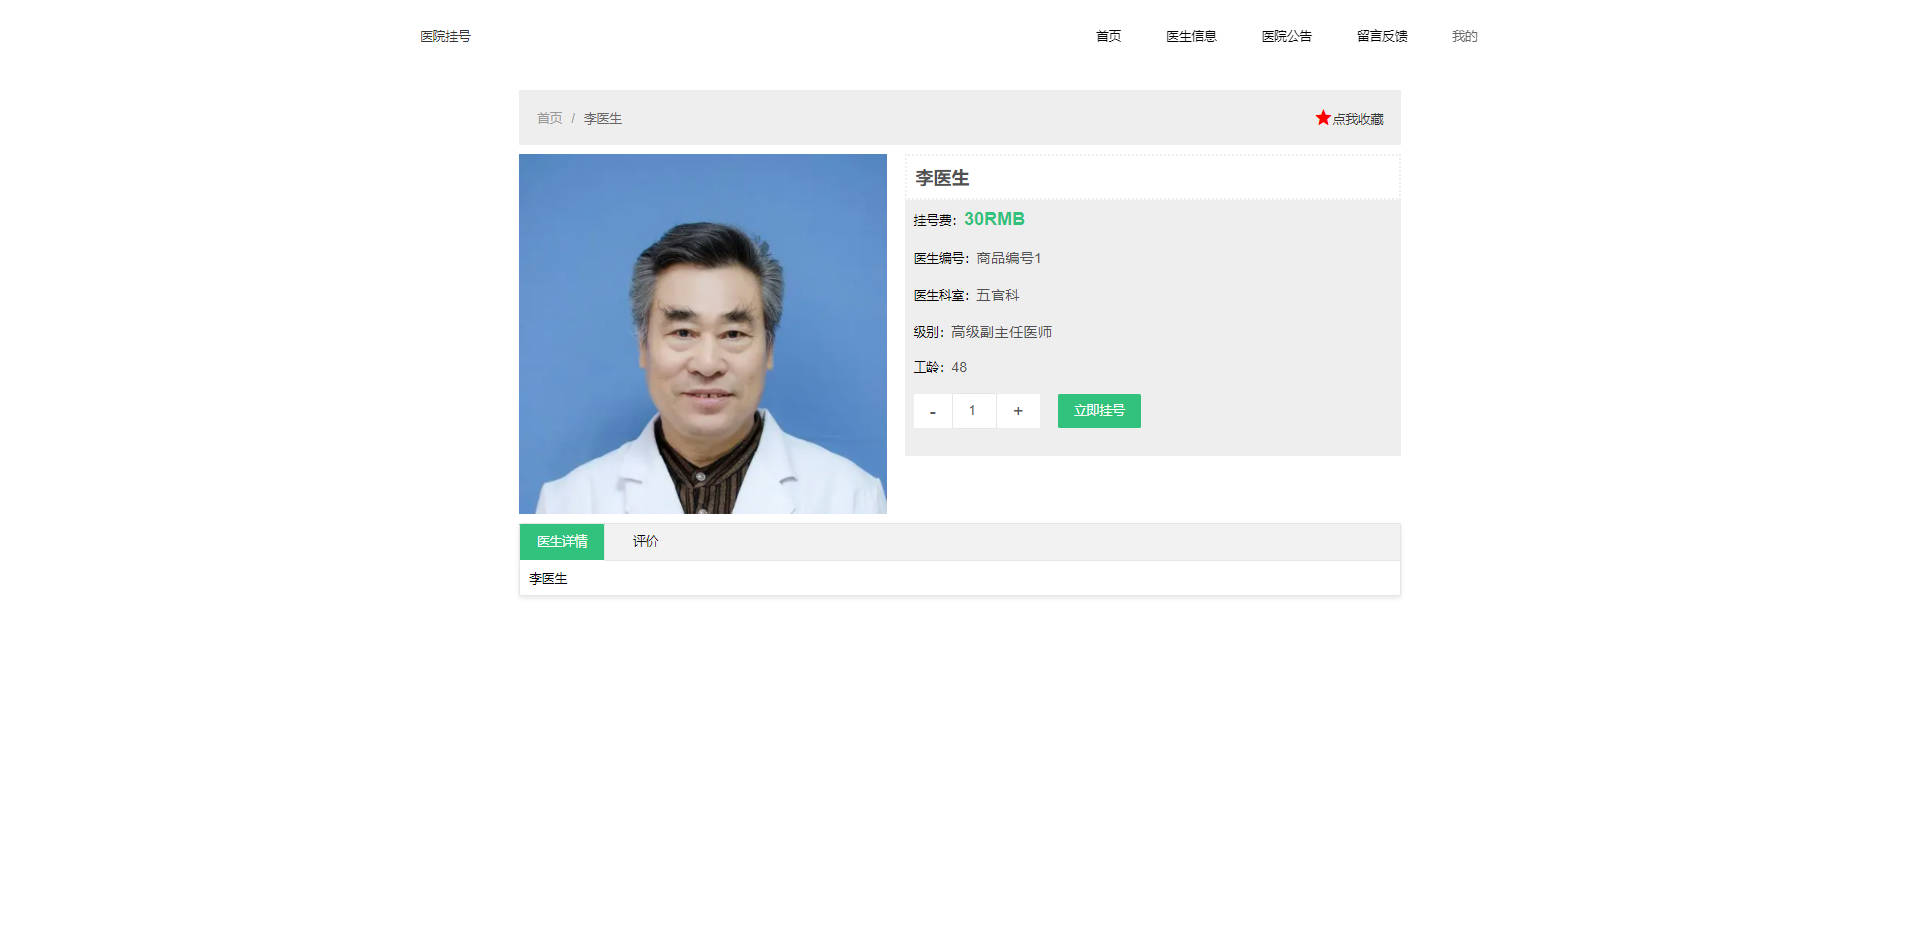 医院挂号 首页 医生信息 医院公告 留言反馈 我的
首页 / 李医生 点我收藏
李医生
挂号费：30RMB
医生编号：商品编号1
医生科室：五官科
级别：高级副主任医师
工龄：48
- 1 + 立即挂号
医生详情 评价
李医生